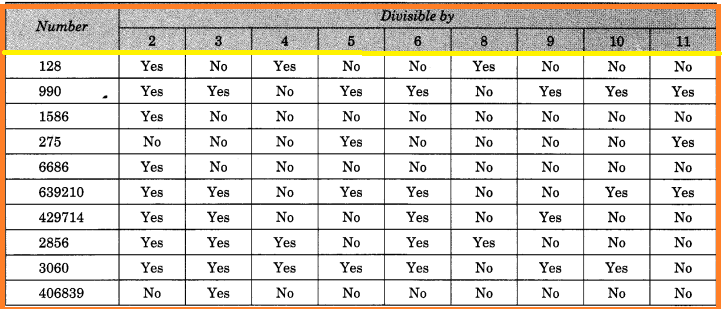 Number Divisible by
2 3 4 5 6 8 9 10 11
128 Yes No Yes No No Yes No No No
990 Yes Yes No Yes Yes No Yes Yes Yes
1586 Yes No No No No No No No No
275 No No No Yes No No No No Yes
6686 Yes No No No No No No No No
639210 Yes Yes No Yes Yes No No Yes Yes
429714 Yes Yes No No Yes No Yes No No
2856 Yes Yes Yes No Yes Yes No No No
3060 Yes Yes Yes Yes Yes No Yes Yes No
406839 No Yes No No No No No No No